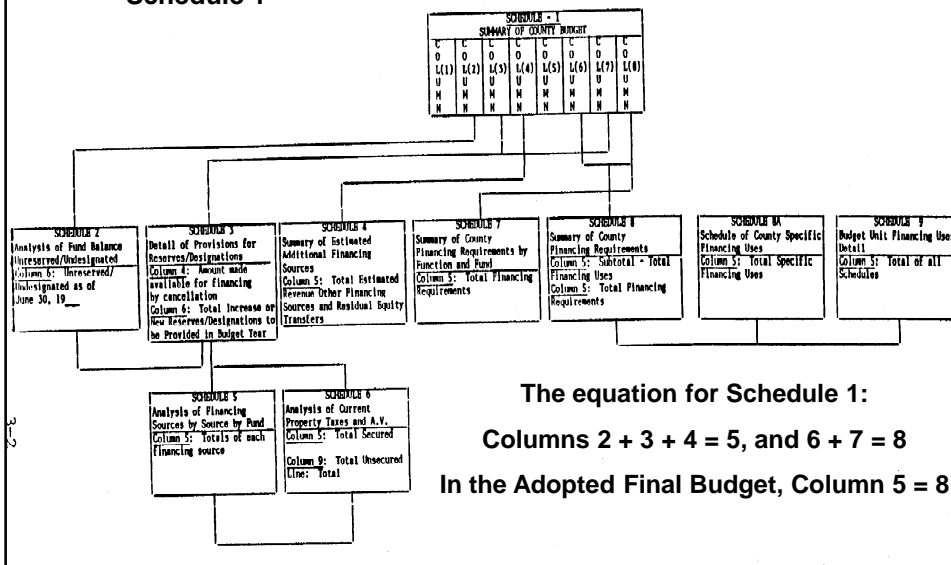 Schedule 1
SCHEDULE - 1
SUMMARY OF COUNTY BUDGET
C C C C C C C C
O O O O O O O O
L(1) L(2) L(3) L(4) L(5) L(6) L(7) L(8)
U U U U U U U U
M M M M M M M M
N N N N N N N N
SCHEDULE 2
Analysis of Fund Balance
Unreserved/Undesignated
Column 6: Unreserved/
Undesignated as of
June 30, 19__
SCHEDULE 3
Detail of Provisions for
Reserves/Designations
Column 4: Amount made
available for financing
by cancellation
Column 6: Total Increase or
New Reserves/Designations to
be Provided in Budget Year
SCHEDULE 4
Summary of Estimated
Additional Financing
Sources
Column 5: Total Estimated
Revenue Other Financing
Sources and Residual Equity
Transfers
SCHEDULE 7
Summary of County
Financing Requirements by
Function and Fund
Column 5: Total Financing
Requirements
SCHEDULE 8
Summary of County
Financing Requirements
Column 5: Subtotal - Total
Financing Uses
Column 5: Total Financing
Requirements
SCHEDULE 8A
Schedule of County Specific
Financing Uses
Column 5: Total Specific
Financing Uses
SCHEDULE 9
Budget Unit Financing Uses
Detail
Column 5: Total of all
Schedules
SCHEDULE 5
Analysis of Financing
Sources by Source by Fund
Column 5: Totals of each
financing source
SCHEDULE 6
Analysis of Current
Property Taxes and A.V.
Column 5: Total Secured
Column 9: Total Unsecured
Line: Total
The equation for Schedule 1:
Columns 2 + 3 + 4 = 5, and 6 + 7 = 8
In the Adopted Final Budget, Column 5 = 8
3-2